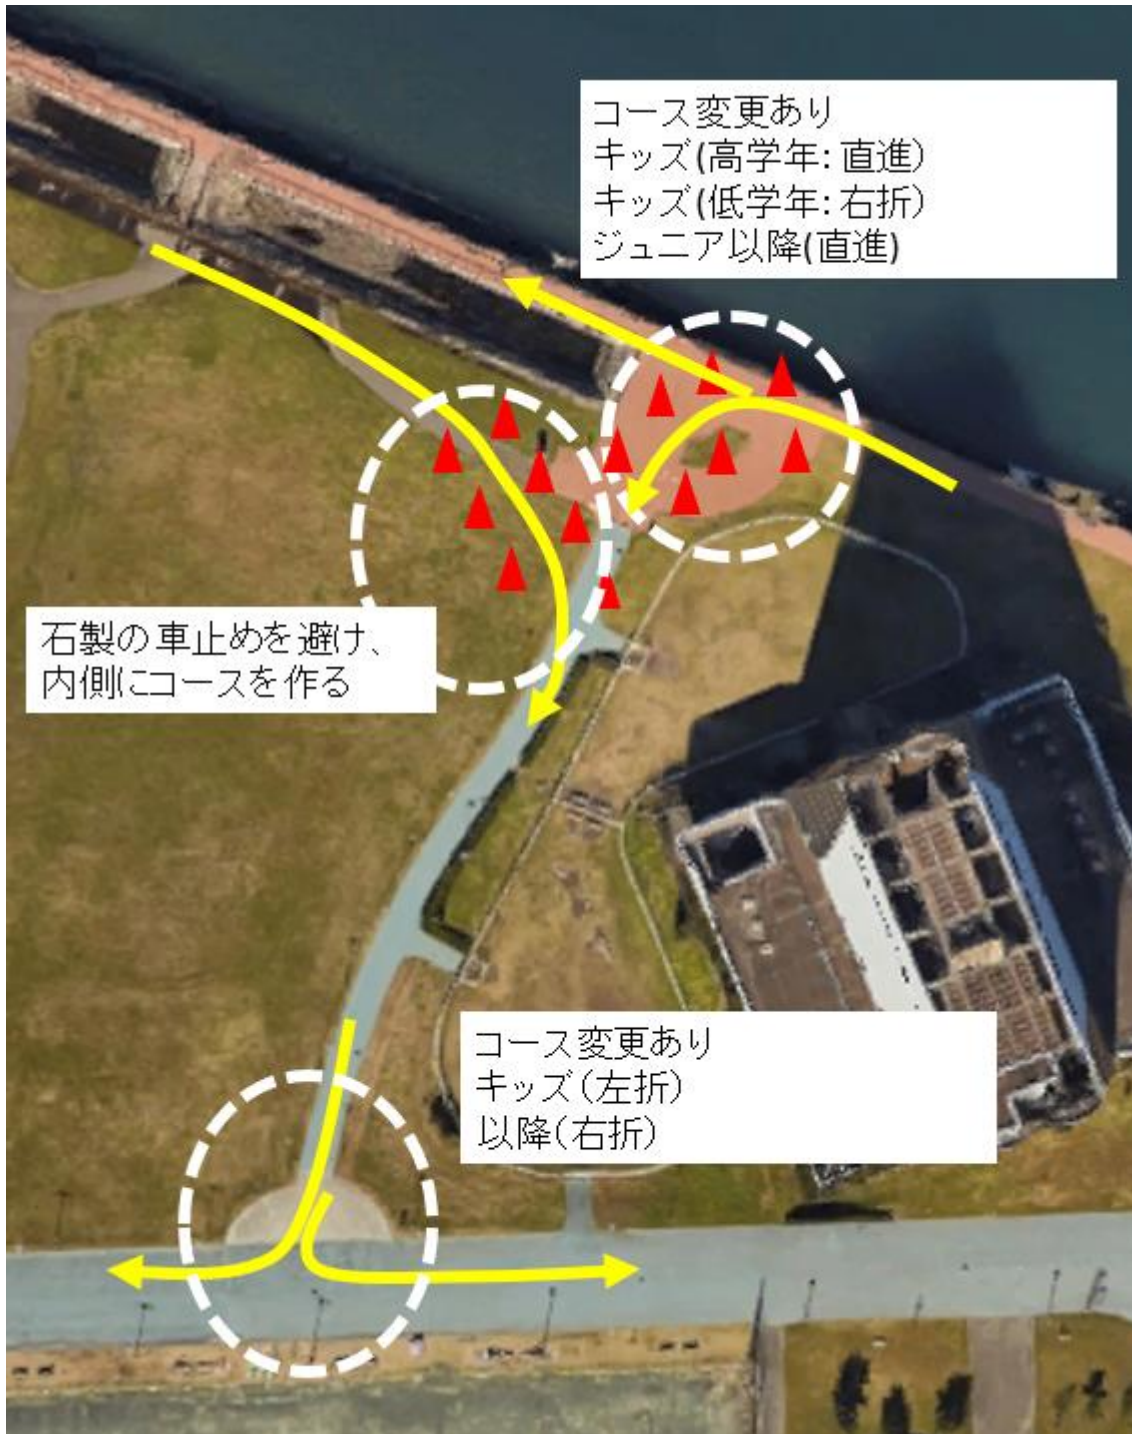 コース変更あり
キッズ(高学年: 直進)
キッズ(低学年: 右折)
ジュニア以降(直進)
石製の車止めを避け、
内側にコースを作る
コース変更あり
キッズ(左折)
以降(右折)